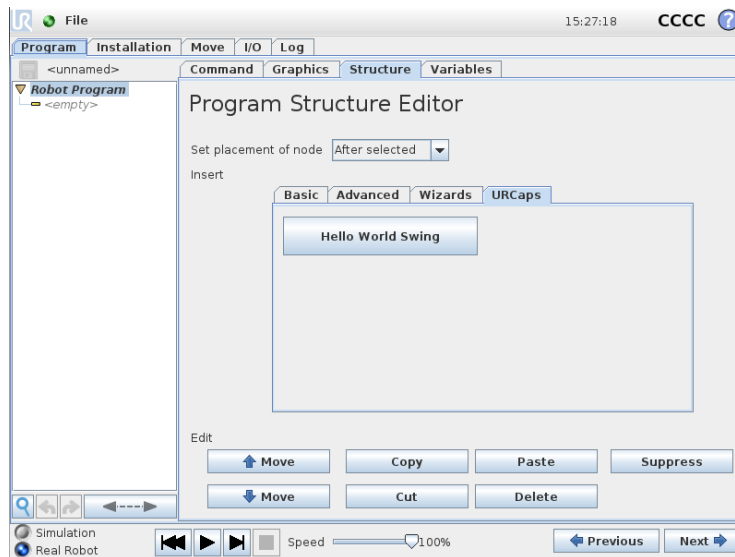 File 15:27:18 CCCC ?
Program Installation Move I/O Log
<unnamed> Command Graphics Structure Variables
Robot Program
<empty>
Program Structure Editor
Set placement of node After selected
Insert
Basic Advanced Wizards URCaps
Hello World Swing
Edit
Move Copy Paste Suppress
Move Cut Delete
Simulation
Real Robot
Speed 100% Previous Next